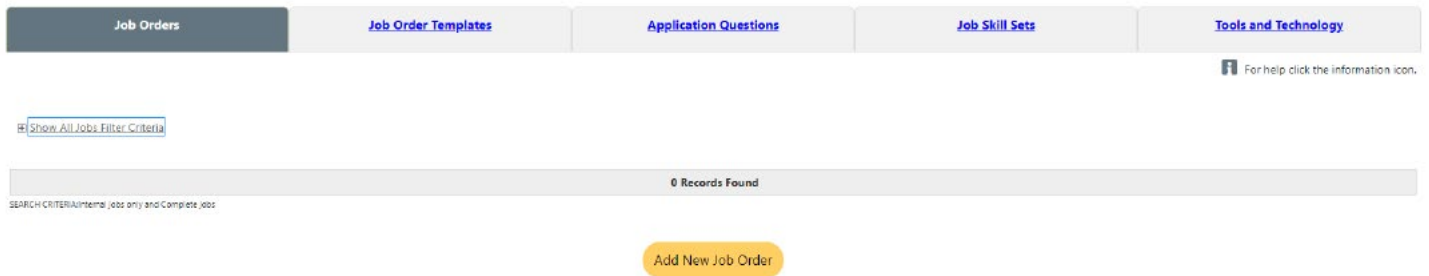 Job Orders
Job Order Templates
Application Questions
Job Skill Sets
Tools and Technology
For help click the information icon.
Show All Jobs Filter Criteria
0 Records Found
SEARCH CRITERIA:Internal jobs only and Complete jobs
Add New Job Order